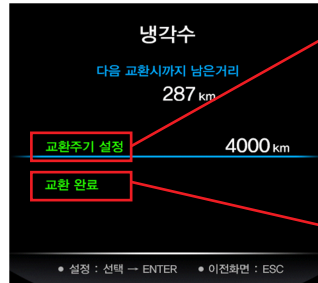 냉각수
다음 교환시까지 남은거리
287 km
교환주기 설정 4000 km
교환 완료
● 설정 : 선택 → ENTER ● 이전화면 : ESC